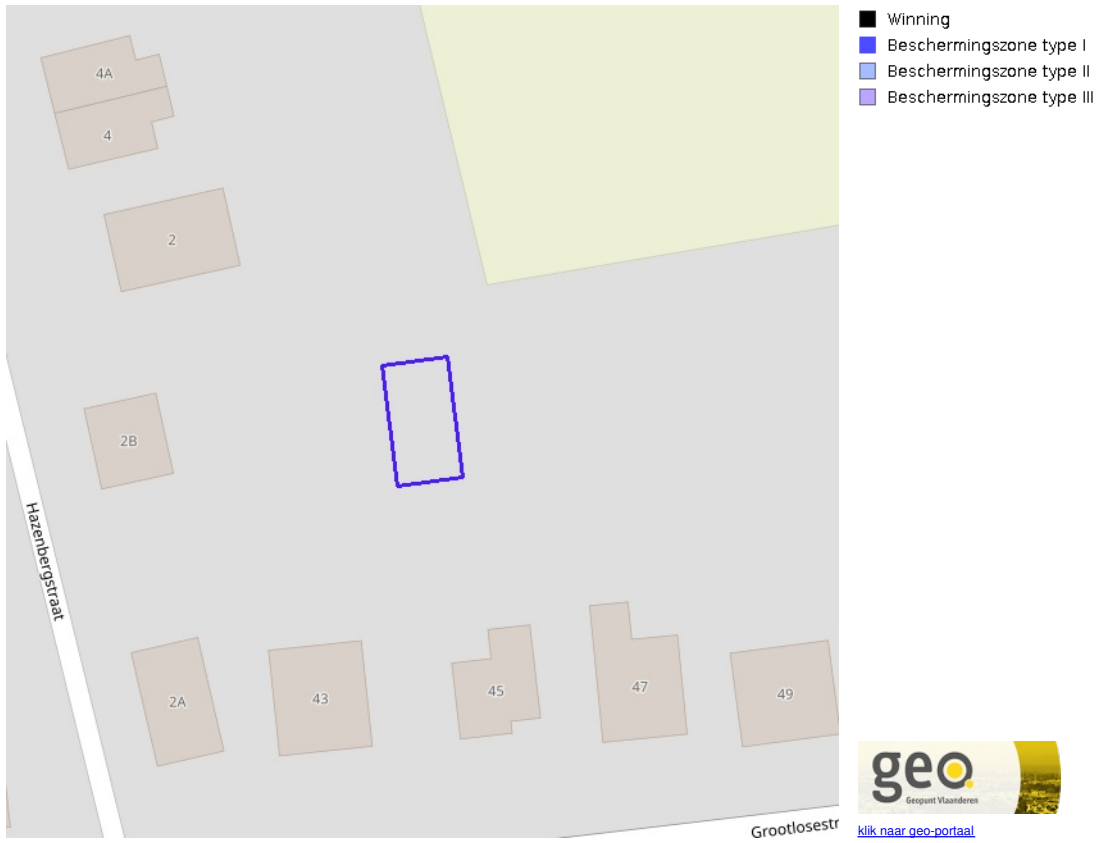 4A
4
2
2B
Hazenbergstraat
2A
43
45
47
49
Grootlosestr
Winning
Beschermingszone type I
Beschermingszone type II
Beschermingszone type III
geo.
Geopunt Vlaanderen
klik naar geo-portaal